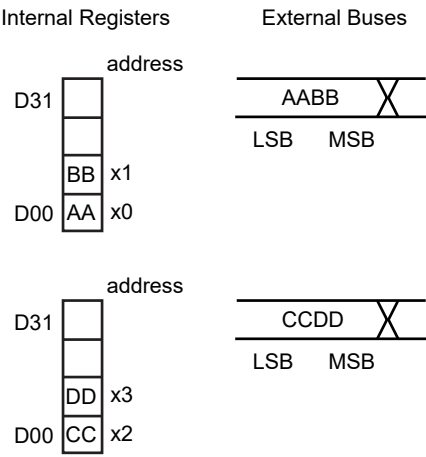 Internal Registers External Buses
address
D31 AABB
LSB MSB
BB x1
D00 AA x0
address
D31 CCDD
LSB MSB
DD x3
D00 CC x2